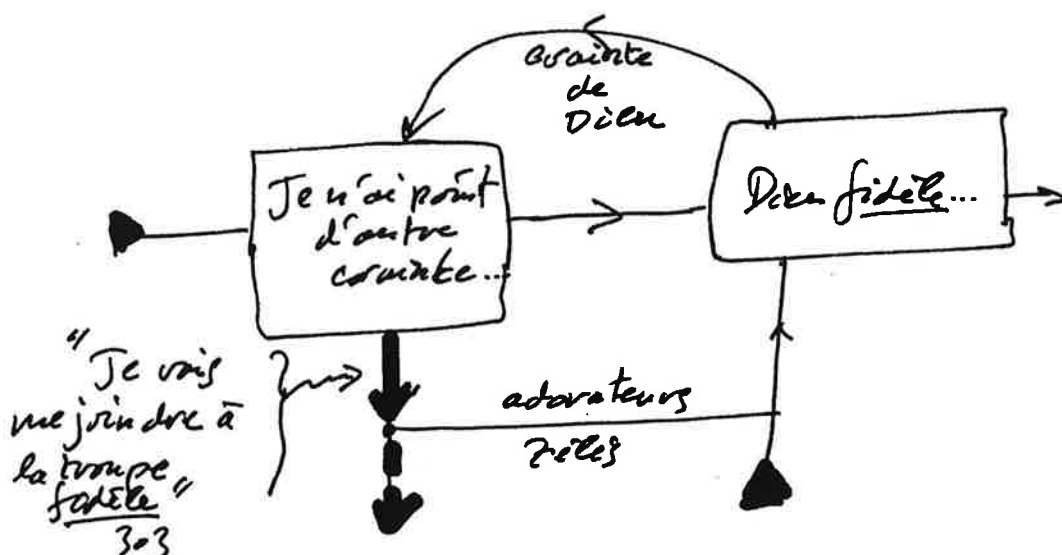 crainte
de
Dieu
Je n'ai point
d'autre
crainte...
Dieu fidèle...
"Je vais
me joindre à
la troupe
fidèle"
303
adorateurs
zélés